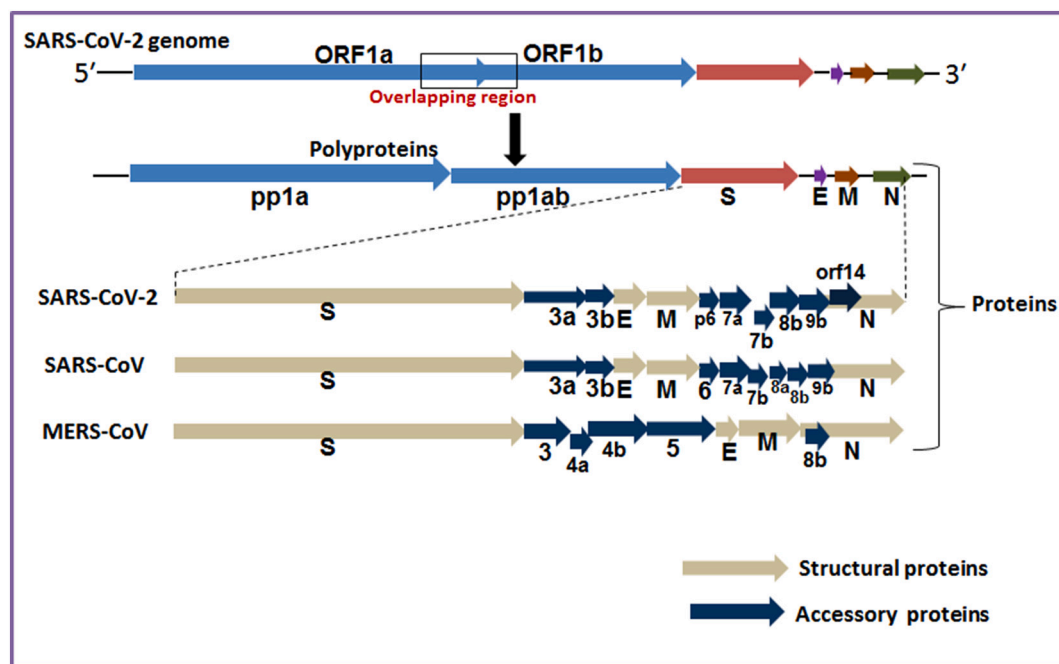 SARS-CoV-2 genome
ORF1a ORF1b
5′ 3′
Overlapping region
Polyproteins
pp1a pp1ab S E M N
orf14
SARS-CoV-2
S 3a 3b E M p6 7a 7b 8b 9b N
Proteins
SARS-CoV
S 3a 3b E M 6 7a 7b 8a 8b 9b N
MERS-CoV
S 3 4a 4b 5 E M 8b N
Structural proteins
Accessory proteins